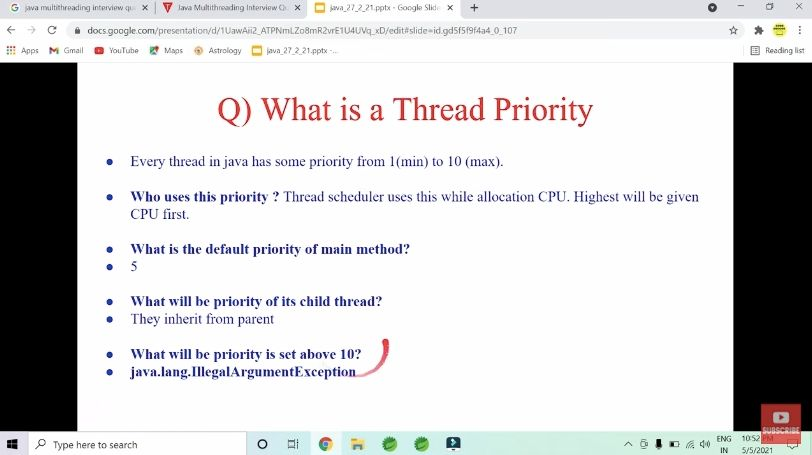 java multithreading interview que
Java Multithreading Interview Qu
java_27_2_21.pptx - Google Slide
docs.google.com/presentation/d/1UawAii2_ATPNmLZo8mR2vrE1U4UVq_xD/edit#slide=id.gd5f5f9f4a4_0_107
Apps
Gmail
YouTube
Maps
Astrology
java_27_2_21.pptx -...
Reading list
Q) What is a Thread Priority
Every thread in java has some priority from 1(min) to 10 (max).
Who uses this priority ? Thread scheduler uses this while allocation CPU. Highest will be given
CPU first.
What is the default priority of main method?
5
What will be priority of its child thread?
They inherit from parent
What will be priority is set above 10?
java.lang.IllegalArgumentException
SUBSCRIBE
Type here to search
ENG
IN
10:52 PM
5/5/2021